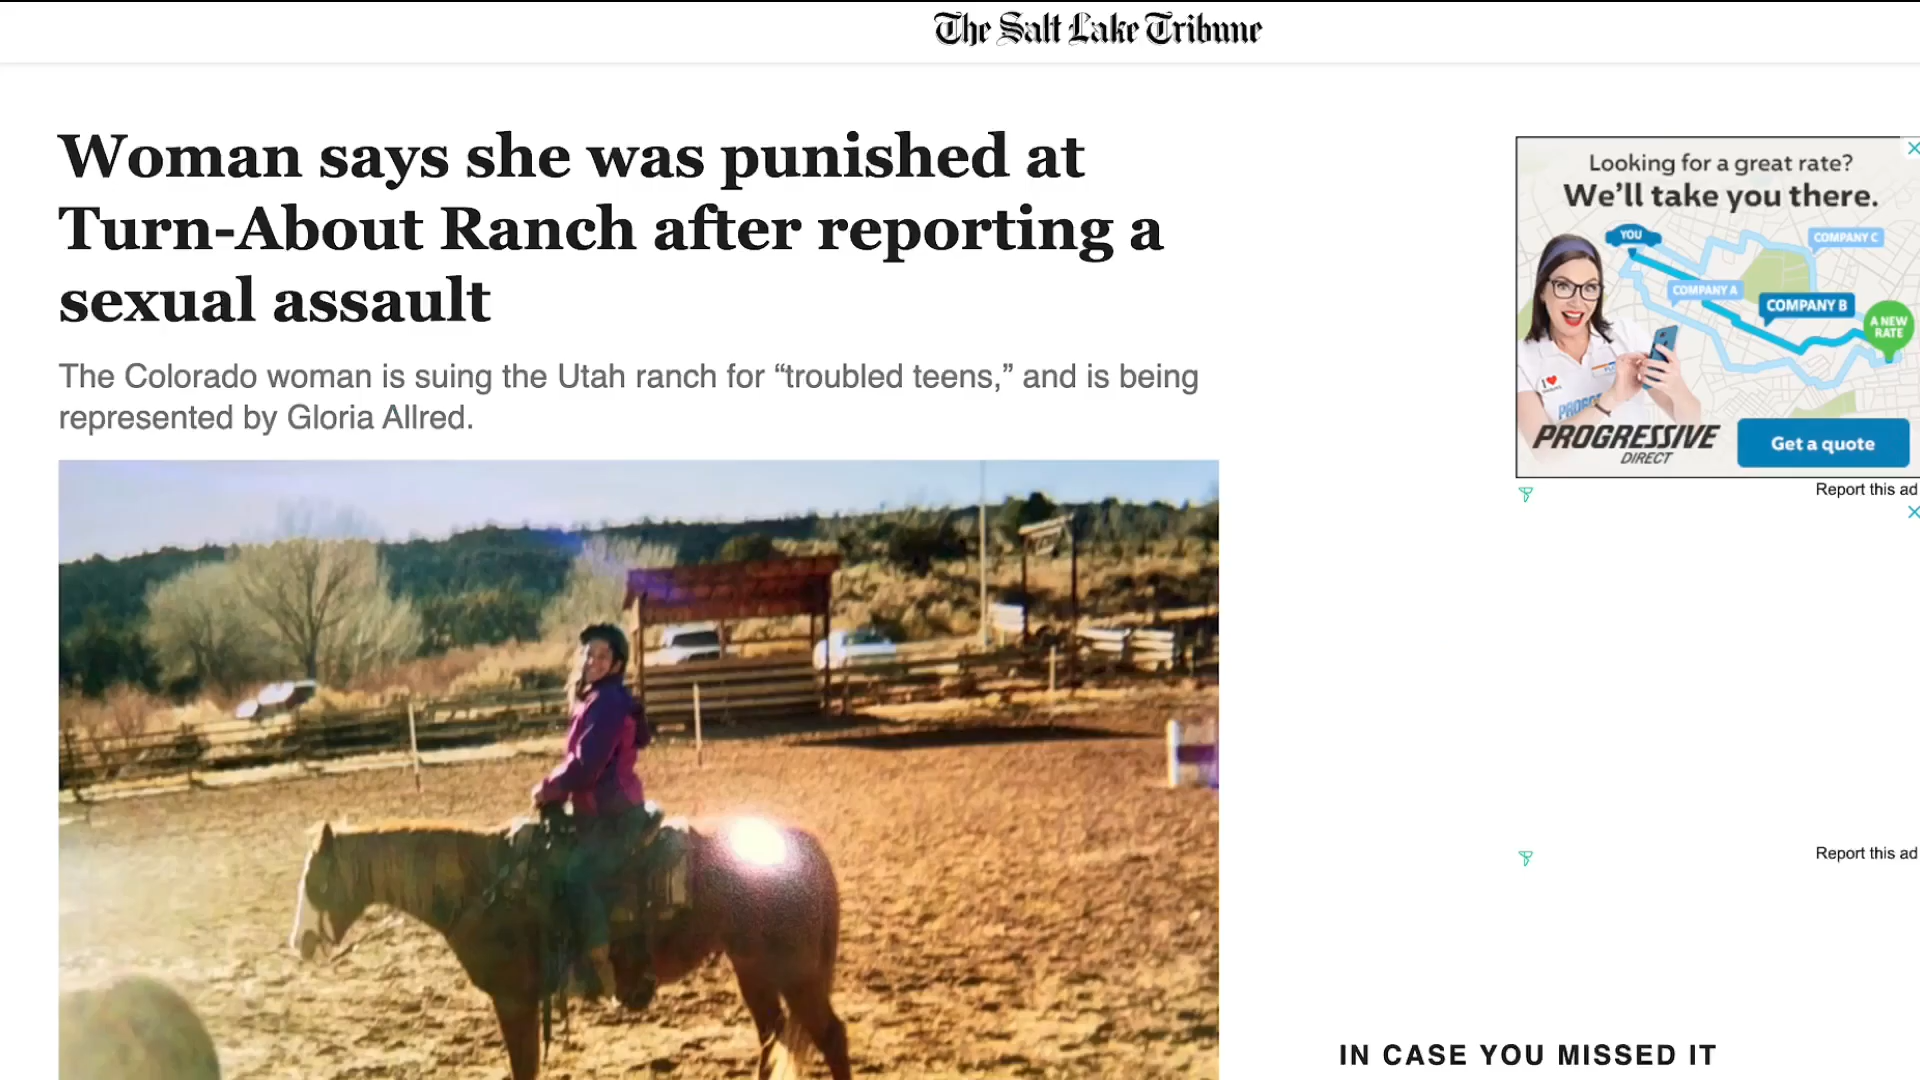 The Salt Lake Tribune
Woman says she was punished at
Turn-About Ranch after reporting a
sexual assault
The Colorado woman is suing the Utah ranch for “troubled teens,” and is being
represented by Gloria Allred.
Looking for a great rate?
We’ll take you there.
YOU
COMPANY C
COMPANY A
COMPANY B
A NEW
RATE
PROGRESSIVE
DIRECT
Get a quote
Report this ad
Report this ad
IN CASE YOU MISSED IT